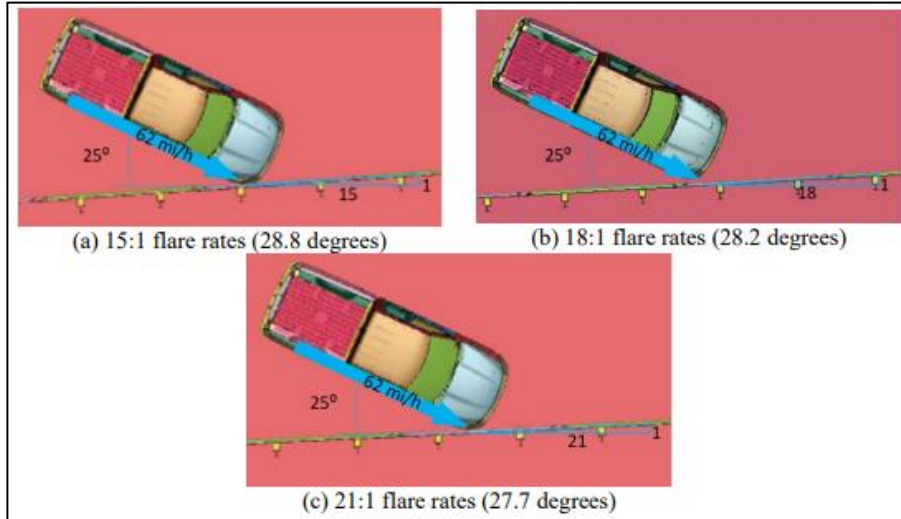 62 mi/h
25°
15
1
(a) 15:1 flare rates (28.8 degrees)
62 mi/h
25°
18
1
(b) 18:1 flare rates (28.2 degrees)
62 mi/h
25°
21
1
(c) 21:1 flare rates (27.7 degrees)